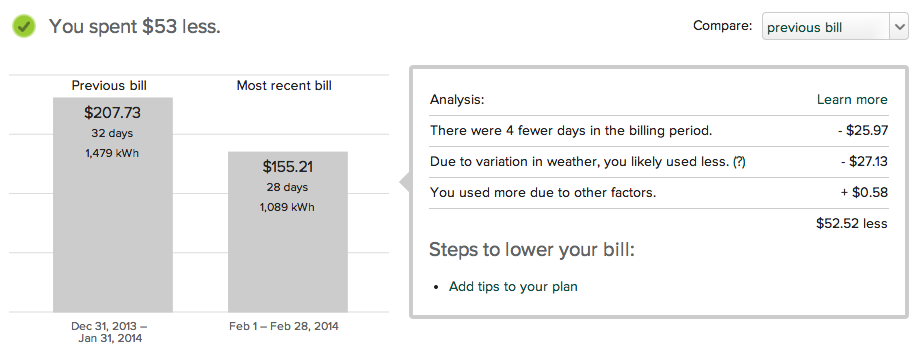 You spent $53 less.
Compare: previous bill
Previous bill
$207.73
32 days
1,479 kWh
Most recent bill
$155.21
28 days
1,089 kWh
Dec 31, 2013 –
Jan 31, 2014
Feb 1 – Feb 28, 2014
Analysis: Learn more
There were 4 fewer days in the billing period. - $25.97
Due to variation in weather, you likely used less. (?) - $27.13
You used more due to other factors. + $0.58
$52.52 less
Steps to lower your bill:
• Add tips to your plan